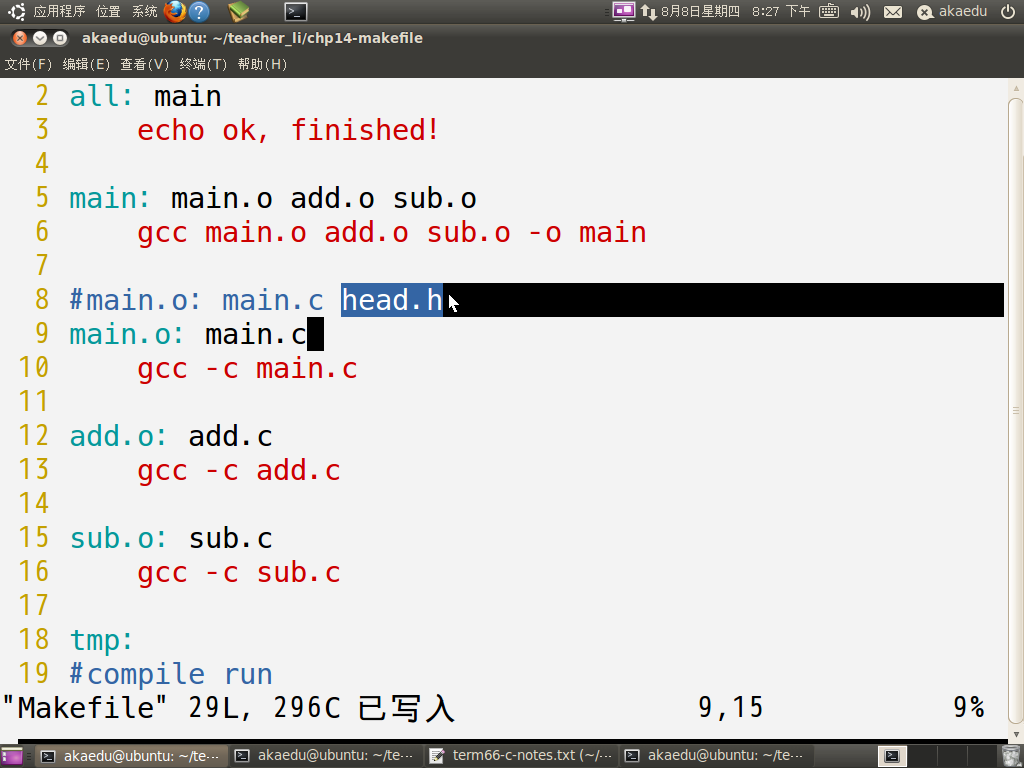 应用程序 位置 系统 8月8日星期四 8:27 下午 akaedu
akaedu@ubuntu: ~/teacher_li/chp14-makefile
文件(F) 编辑(E) 查看(V) 终端(T) 帮助(H)
2 all: main
3 echo ok, finished!
4
5 main: main.o add.o sub.o
6 gcc main.o add.o sub.o -o main
7
8 #main.o: main.c head.h
9 main.o: main.c
10 gcc -c main.c
11
12 add.o: add.c
13 gcc -c add.c
14
15 sub.o: sub.c
16 gcc -c sub.c
17
18 tmp:
19 #compile run
"Makefile" 29L, 296C 已写入 9,15 9%
akaedu@ubuntu: ~/te··· akaedu@ubuntu: ~/te··· term66-c-notes.txt (~/··· akaedu@ubuntu: ~/te···